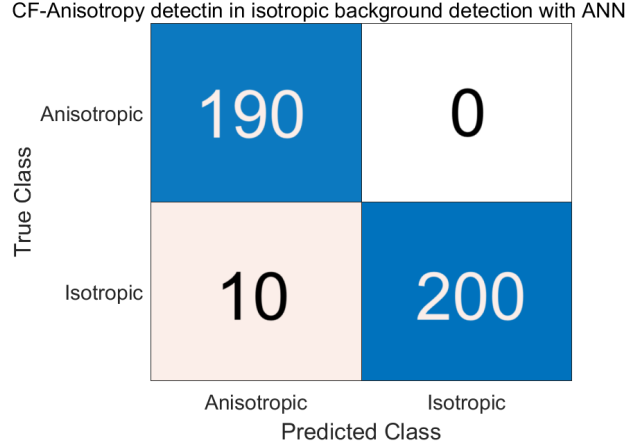 CF-Anisotropy detectin in isotropic background detection with ANN
True Class
Anisotropic
190
0
Isotropic
10
200
Anisotropic
Isotropic
Predicted Class